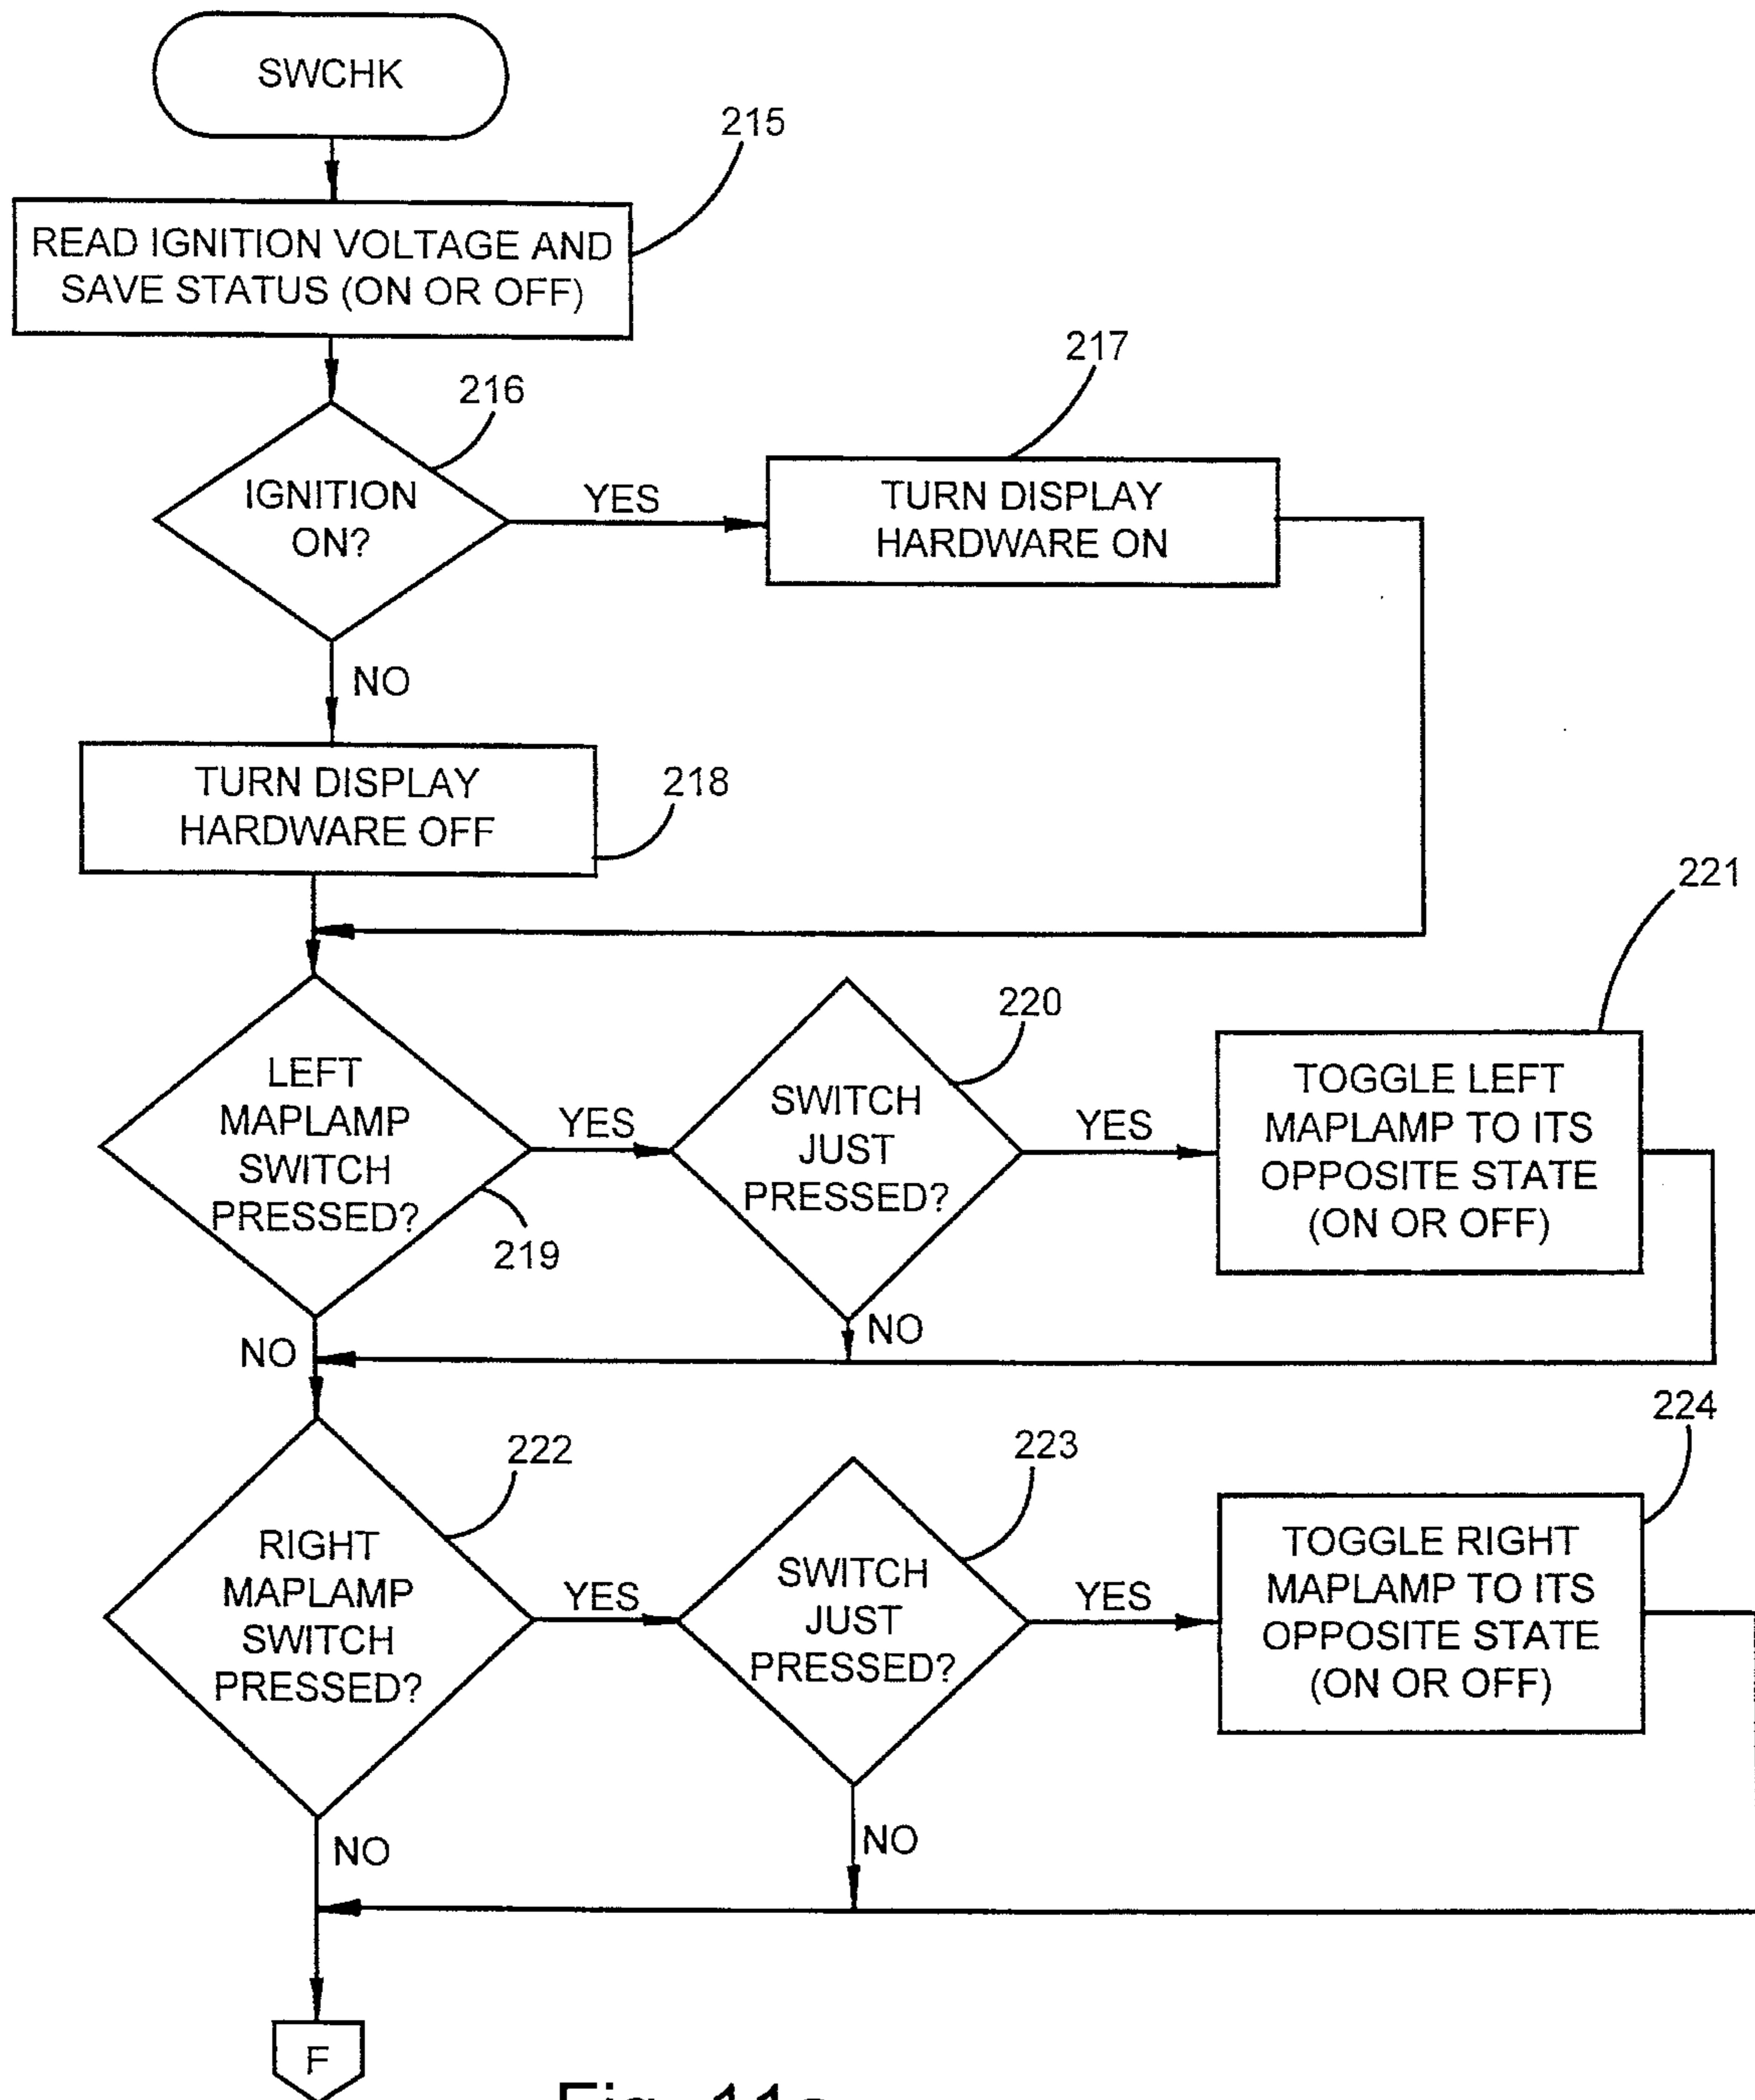 SWCHK
215
READ IGNITION VOLTAGE AND
SAVE STATUS (ON OR OFF)
216
217
IGNITION
ON?
YES
TURN DISPLAY
HARDWARE ON
NO
TURN DISPLAY
HARDWARE OFF
218
221
220
LEFT
MAPLAMP
SWITCH
PRESSED?
219
YES
SWITCH
JUST
PRESSED?
YES
TOGGLE LEFT
MAPLAMP TO ITS
OPPOSITE STATE
(ON OR OFF)
NO
NO
222
223
224
RIGHT
MAPLAMP
SWITCH
PRESSED?
YES
SWITCH
JUST
PRESSED?
YES
TOGGLE RIGHT
MAPLAMP TO ITS
OPPOSITE STATE
(ON OR OFF)
NO
NO
F